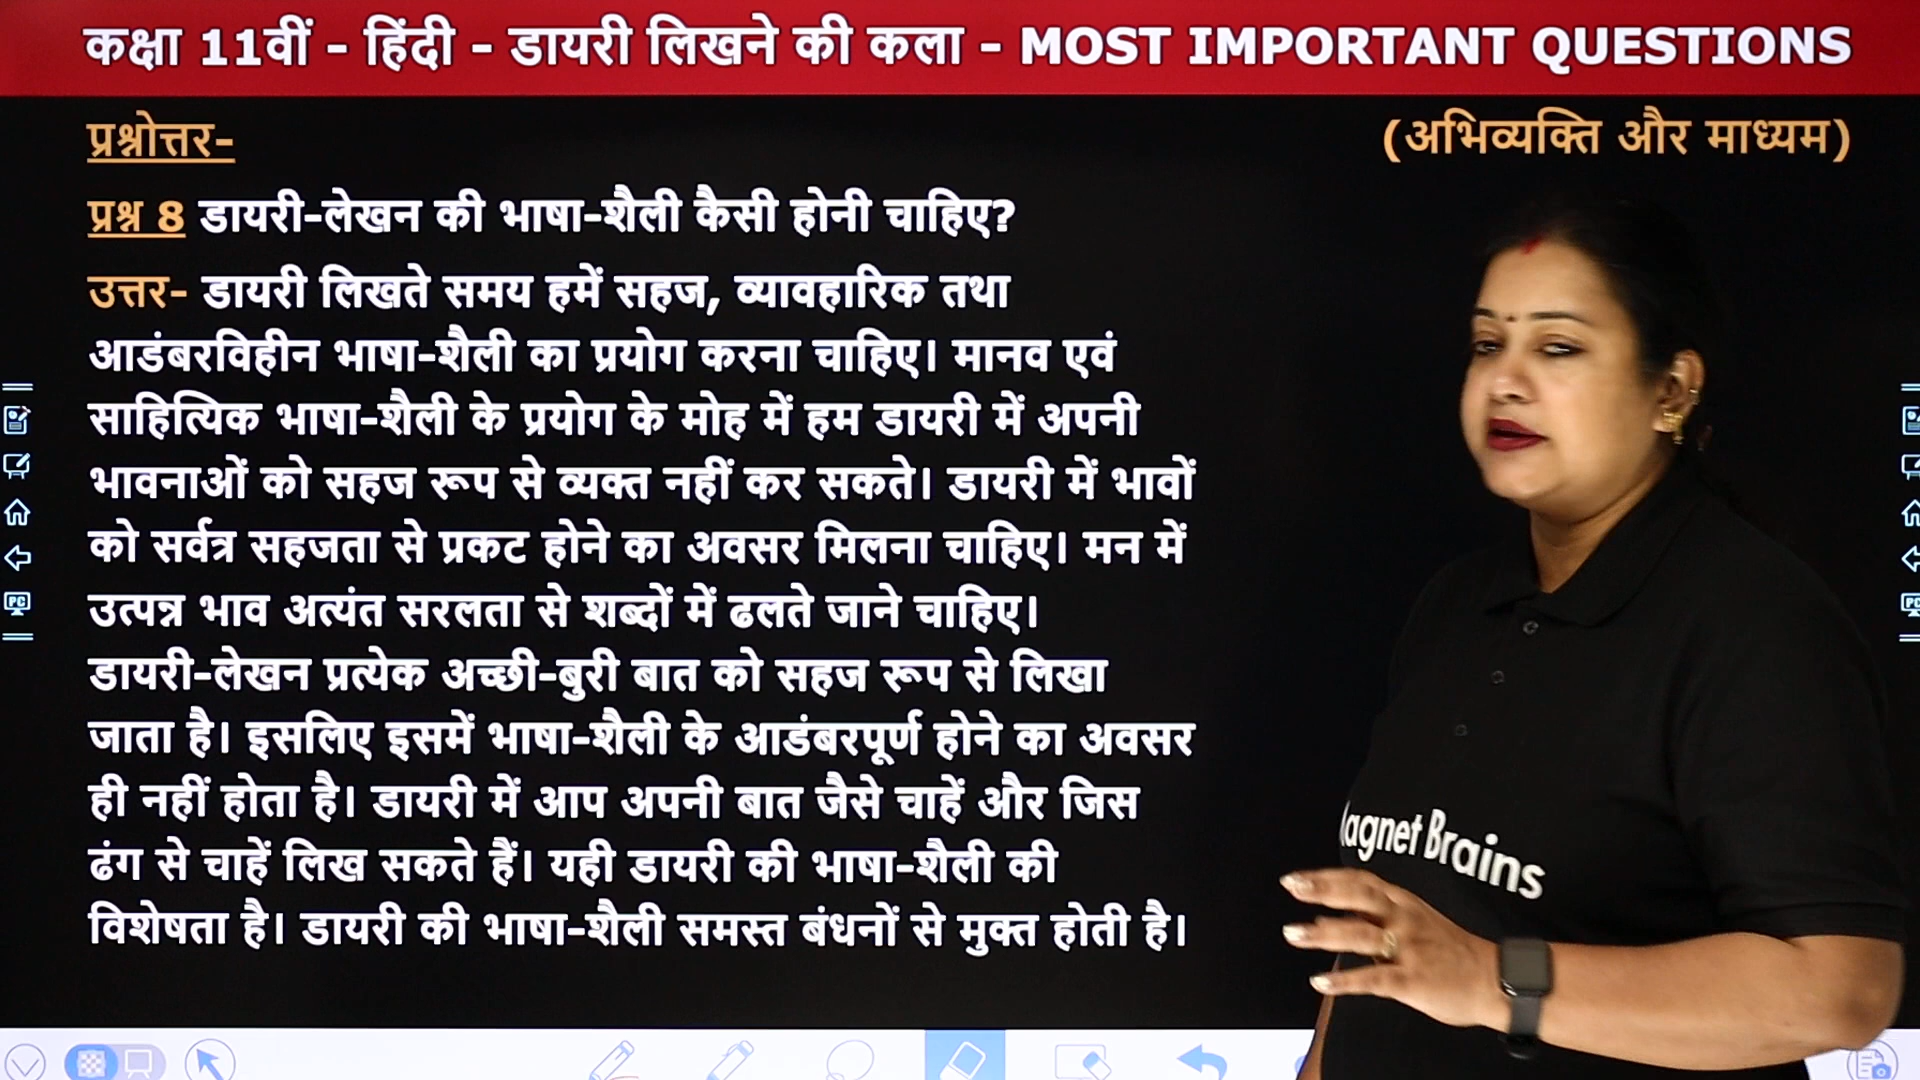 कक्षा 11वीं - हिंदी - डायरी लिखने की कला - MOST IMPORTANT QUESTIONS
प्रश्नोत्तर-
(अभिव्यक्ति और माध्यम)
प्रश्न 8 डायरी-लेखन की भाषा-शैली कैसी होनी चाहिए?
उत्तर- डायरी लिखते समय हमें सहज, व्यावहारिक तथा
आडंबरविहीन भाषा-शैली का प्रयोग करना चाहिए। मानव एवं
साहित्यिक भाषा-शैली के प्रयोग के मोह में हम डायरी में अपनी
भावनाओं को सहज रूप से व्यक्त नहीं कर सकते। डायरी में भावों
को सर्वत्र सहजता से प्रकट होने का अवसर मिलना चाहिए। मन में
उत्पन्न भाव अत्यंत सरलता से शब्दों में ढलते जाने चाहिए।
डायरी-लेखन प्रत्येक अच्छी-बुरी बात को सहज रूप से लिखा
जाता है। इसलिए इसमें भाषा-शैली के आडंबरपूर्ण होने का अवसर
ही नहीं होता है। डायरी में आप अपनी बात जैसे चाहें और जिस
ढंग से चाहें लिख सकते हैं। यही डायरी की भाषा-शैली की
विशेषता है। डायरी की भाषा-शैली समस्त बंधनों से मुक्त होती है।
agnet Brains
PC
PC